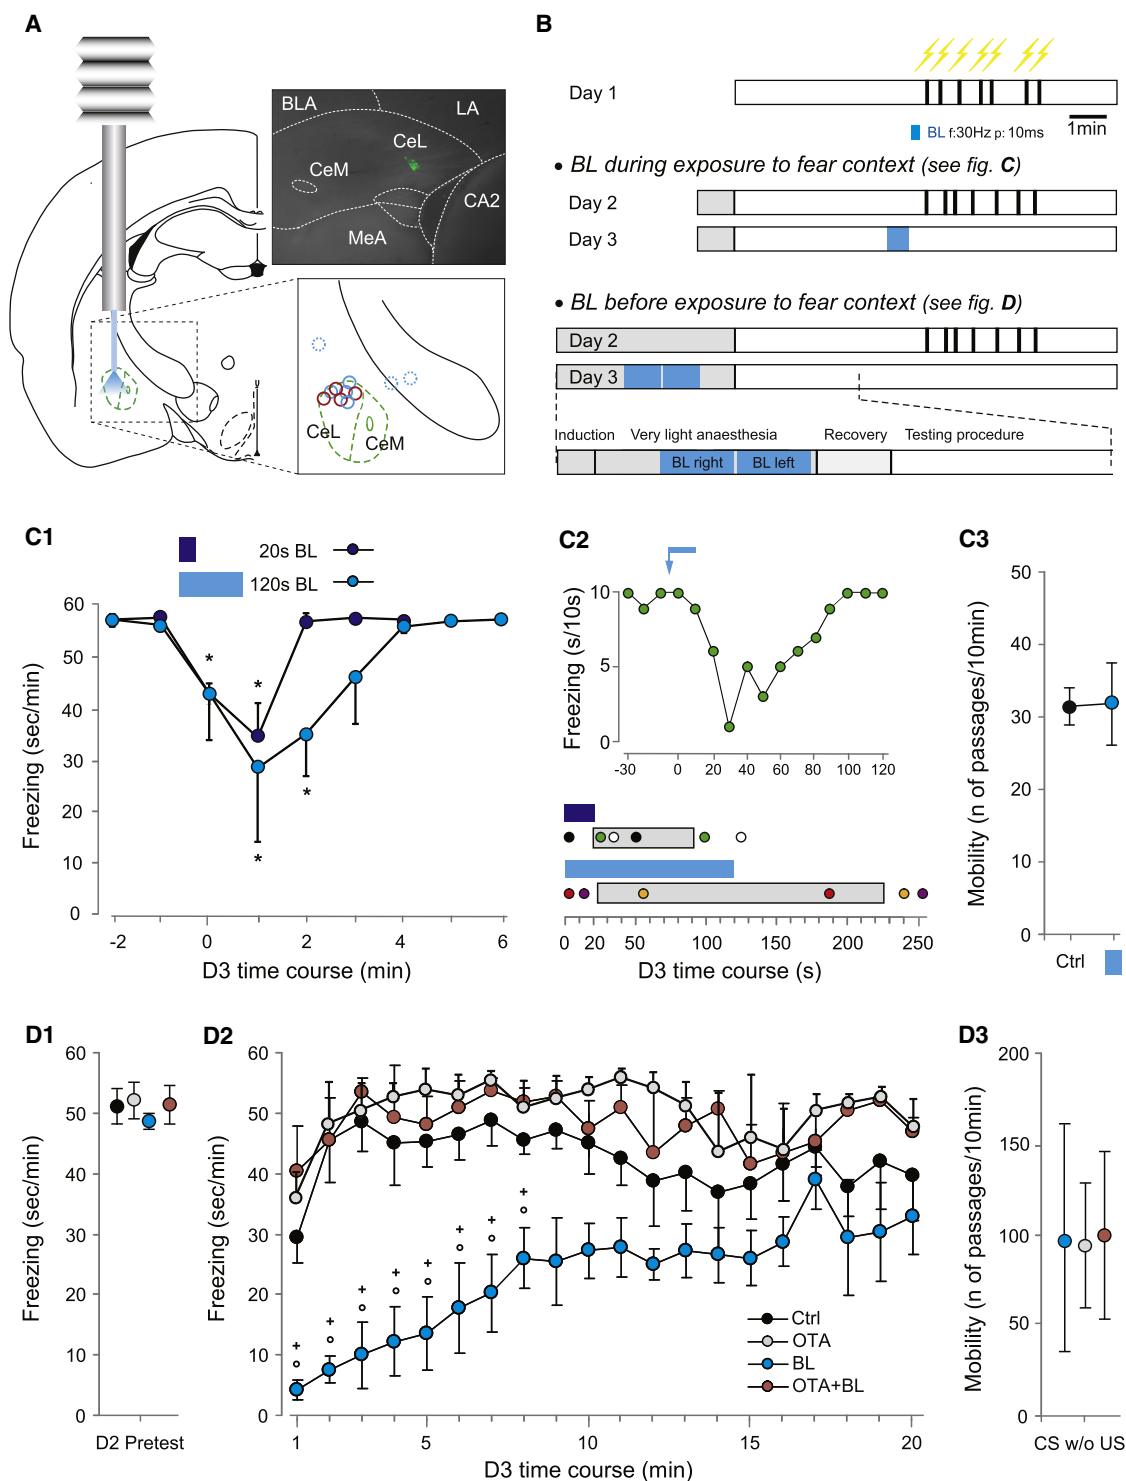 A
BLA
LA
CeL
CeM
CA2
MeA
CeL
CeM
B
Day 1
BL f:30Hz p: 10ms
1min
• BL during exposure to fear context (see fig. C)
Day 2
Day 3
• BL before exposure to fear context (see fig. D)
Day 2
Day 3
Induction
Very light anaesthesia
Recovery
Testing procedure
BL right
BL left
C1
20s BL
120s BL
60
50
40
30
20
10
0
Freezing (sec/min)
* * * *
-2 0 2 4 6
D3 time course (min)
C2
10
5
0
Freezing (s/10s)
-30 0 20 40 60 80 100 120
0 20 50 100 150 200 250
D3 time course (s)
C3
50
40
30
20
10
0
Mobility (n of passages/10min)
Ctrl
D1
60
50
40
30
20
10
0
Freezing (sec/min)
D2 Pretest
D2
60
50
40
30
20
10
0
Freezing (sec/min)
+ + + + + + + +
Ctrl
OTA
BL
OTA+BL
1 5 10 15 20
D3 time course (min)
D3
200
150
100
50
0
Mobility (n of passages/10min)
CS w/o US